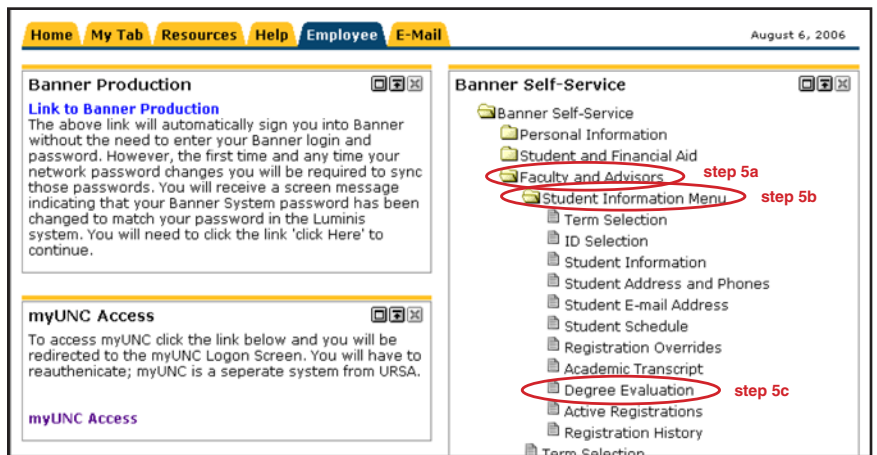 Home My Tab Resources Help Employee E-Mail
August 6, 2006
Banner Production
Link to Banner Production
The above link will automatically sign you into Banner
without the need to enter your Banner login and
password. However, the first time and any time your
network password changes you will be required to sync
those passwords. You will receive a screen message
indicating that your Banner System password has been
changed to match your password in the Luminis
system. You will need to click the link 'click Here' to
continue.
myUNC Access
To access myUNC click the link below and you will be
redirected to the myUNC Logon Screen. You will have to
reauthenicate; myUNC is a seperate system from URSA.
myUNC Access
Banner Self-Service
Banner Self-Service
Personal Information
Student and Financial Aid
Faculty and Advisors step 5a
Student Information Menu step 5b
Term Selection
ID Selection
Student Information
Student Address and Phones
Student E-mail Address
Student Schedule
Registration Overrides
Academic Transcript
Degree Evaluation step 5c
Active Registrations
Registration History
Term Selection